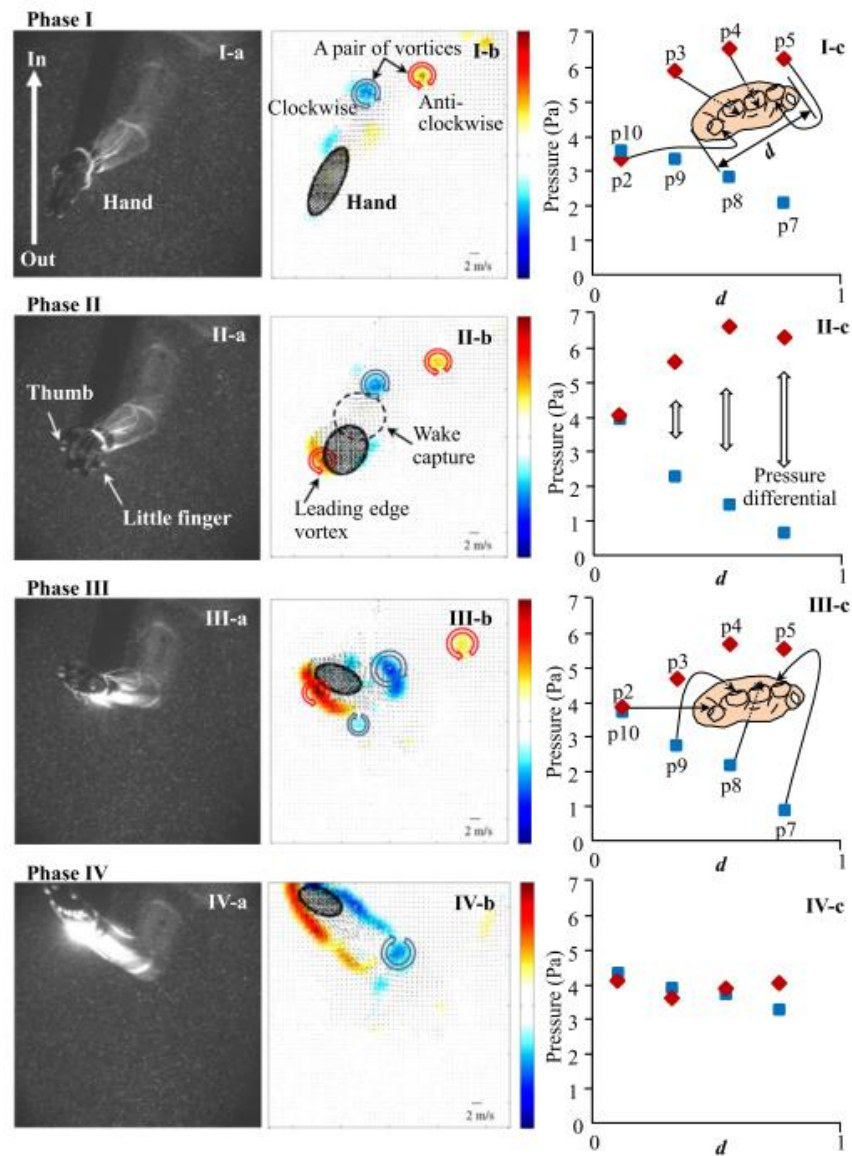 Phase I
In
Out
Hand
I-a
A pair of vortices
I-b
Clockwise
Anti-
clockwise
Hand
2 m/s
I-c
Pressure (Pa)
7
6
5
4
3
2
1
0
p3
p4
p5
p10
p2
p9
p8
p7
d
0
d
1
Phase II
II-a
Thumb
Little finger
II-b
Wake
capture
Leading edge
vortex
2 m/s
II-c
Pressure (Pa)
7
6
5
4
3
2
1
0
Pressure
differential
0
d
1
Phase III
III-a
III-b
2 m/s
III-c
Pressure (Pa)
7
6
5
4
3
2
1
0
p2
p3
p4
p5
p10
p9
p8
p7
0
d
1
Phase IV
IV-a
IV-b
2 m/s
IV-c
Pressure (Pa)
7
6
5
4
3
2
1
0
0
d
1